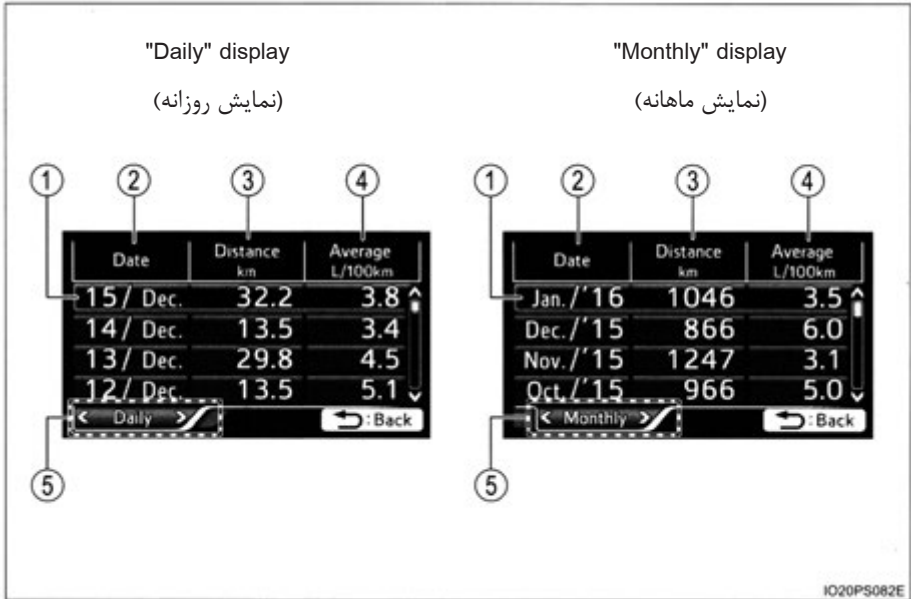 "Daily" display
(نمایش روزانه)
1 2 3 4
Date Distance km Average L/100km
15/ Dec. 32.2 3.8
14/ Dec. 13.5 3.4
13/ Dec. 29.8 4.5
12/ Dec. 13.5 5.1
Daily Back
5
"Monthly" display
(نمایش ماهانه)
1 2 3 4
Date Distance km Average L/100km
Jan./'16 1046 3.5
Dec./'15 866 6.0
Nov./'15 1247 3.1
Oct./'15 966 5.0
Monthly :Back
5
IO20PS082E